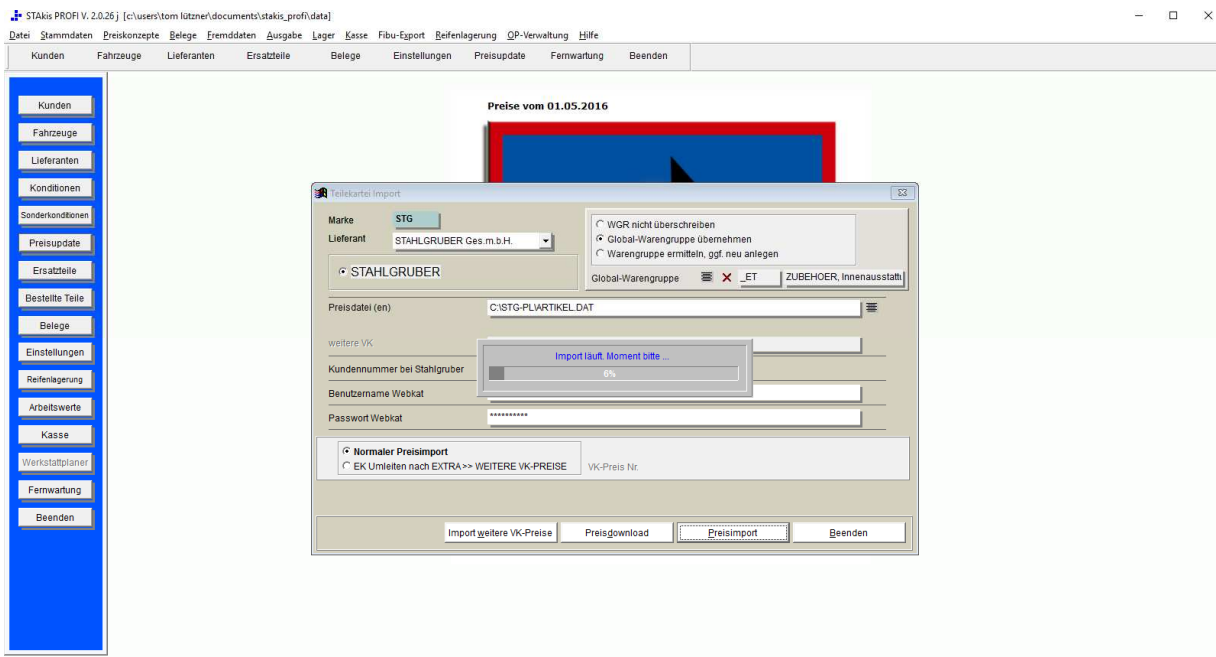 STAkis PROFI V. 2.0.26 j [c:\users\tom lützner\documents\stakis_profi\data]
Datei Stammdaten Preiskonzepte Belege Fremddaten Ausgabe Lager Kasse Fibu-Export Reifenlagerung OP-Verwaltung Hilfe
Kunden Fahrzeuge Lieferanten Ersatzteile Belege Einstellungen Preisupdate Fernwartung Beenden
Kunden
Fahrzeuge
Lieferanten
Konditionen
Sonderkonditionen
Preisupdate
Ersatzteile
Bestellte Teile
Belege
Einstellungen
Reifenlagerung
Arbeitswerte
Kasse
Werkstattplaner
Fernwartung
Beenden
Preise vom 01.05.2016
Teilekartei Import
Marke STG
Lieferant STAHLGRUBER Ges.m.b.H.
STAHLGRUBER
WGR nicht überschreiben
Global-Warengruppe übernehmen
Warengruppe ermitteln, ggf. neu anlegen
Global-Warengruppe _ET ZUBEHOER, Innenausstattu
Preisdatei (en) C:\STG-PL\ARTIKEL.DAT
weitere VK
Import läuft. Moment bitte ...
6%
Kundennummer bei Stahlgruber
Benutzername Webkat
Passwort Webkat **********
Normaler Preisimport
EK Umleiten nach EXTRA>> WEITERE VK-PREISE VK-Preis Nr.
Import weitere VK-Preise Preisdownload Preisimport Beenden